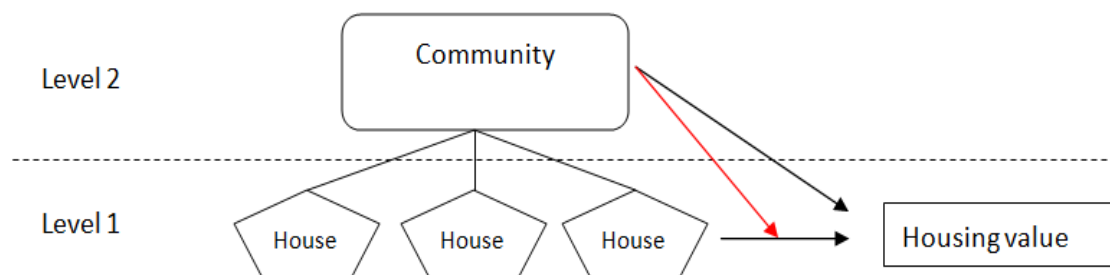 Community
Level 2
Level 1
House
House
House
Housing value